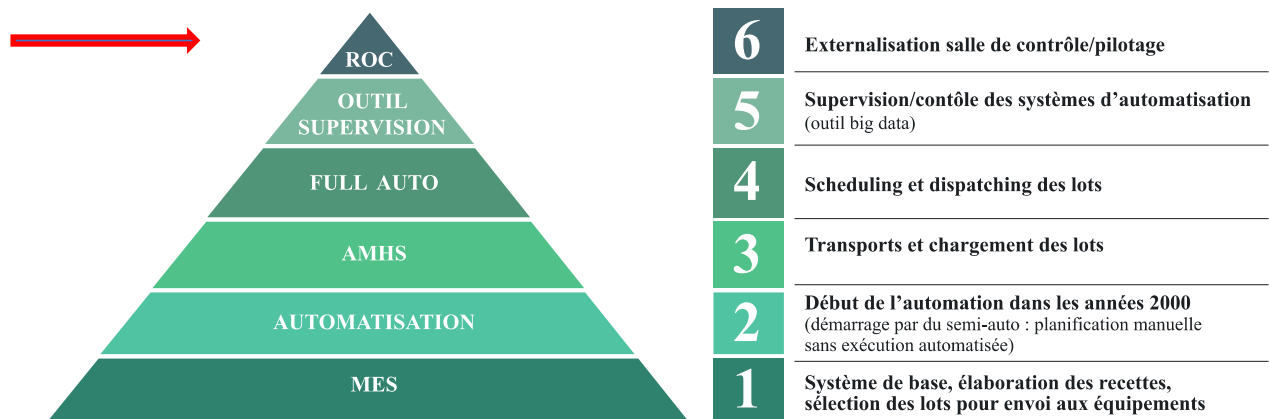 ROC
OUTIL
SUPERVISION
FULL AUTO
AMHS
AUTOMATISATION
MES
6
Externalisation salle de contrôle/pilotage
5
Supervision/contôle des systèmes d’automatisation
(outil big data)
4
Scheduling et dispatching des lots
3
Transports et chargement des lots
2
Début de l’automation dans les années 2000
(démarrage par du semi-auto : planification manuelle
sans exécution automatisée)
1
Système de base, élaboration des recettes,
sélection des lots pour envoi aux équipements